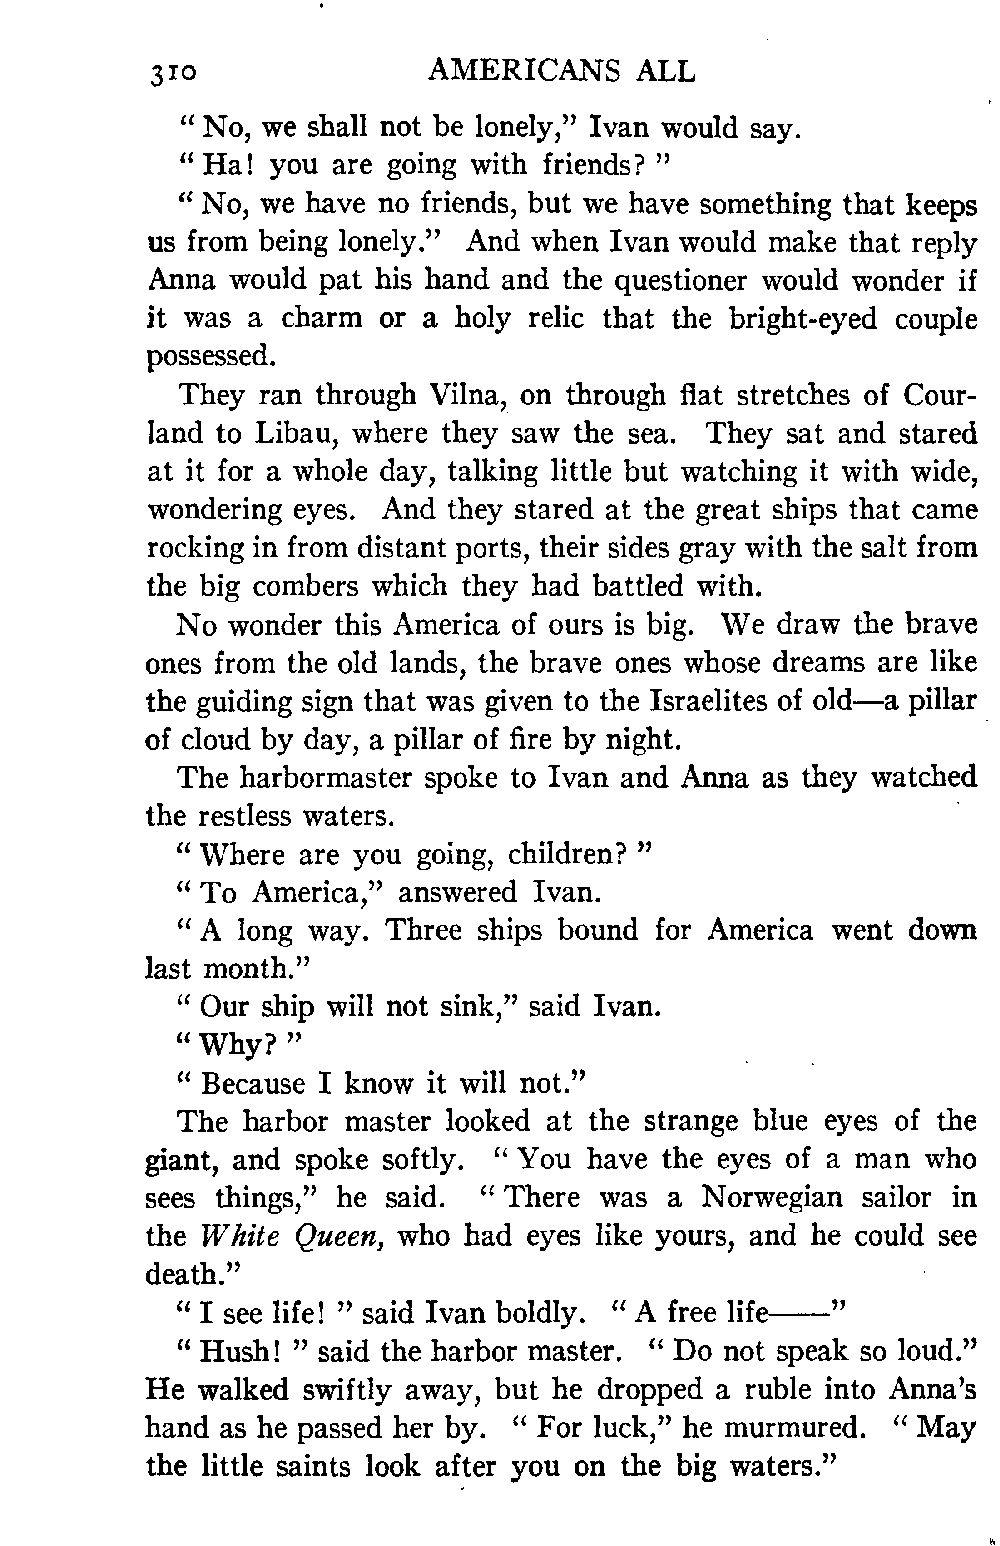 310 AMERICANS ALL
“ No, we shall not be lonely,” Ivan would say.
“ Ha! you are going with friends? ”
“ No, we have no friends, but we have something that keeps
us from being lonely.” And when Ivan would make that reply
Anna would pat his hand and the questioner would wonder if
it was a charm or a holy relic that the bright-eyed couple
possessed.
They ran through Vilna, on through flat stretches of Cour-
land to Libau, where they saw the sea. They sat and stared
at it for a whole day, talking little but watching it with wide,
wondering eyes. And they stared at the great ships that came
rocking in from distant ports, their sides gray with the salt from
the big combers which they had battled with.
No wonder this America of ours is big. We draw the brave
ones from the old lands, the brave ones whose dreams are like
the guiding sign that was given to the Israelites of old—a pillar
of cloud by day, a pillar of fire by night.
The harbormaster spoke to Ivan and Anna as they watched
the restless waters.
“ Where are you going, children? ”
“ To America,” answered Ivan.
“ A long way. Three ships bound for America went down
last month.”
“ Our ship will not sink,” said Ivan.
“ Why? ”
“ Because I know it will not.”
The harbor master looked at the strange blue eyes of the
giant, and spoke softly. “ You have the eyes of a man who
sees things,” he said. “ There was a Norwegian sailor in
the White Queen, who had eyes like yours, and he could see
death.”
“ I see life! ” said Ivan boldly. “ A free life——”
“ Hush! ” said the harbor master. “ Do not speak so loud.”
He walked swiftly away, but he dropped a ruble into Anna’s
hand as he passed her by. “ For luck,” he murmured. “ May
the little saints look after you on the big waters.”